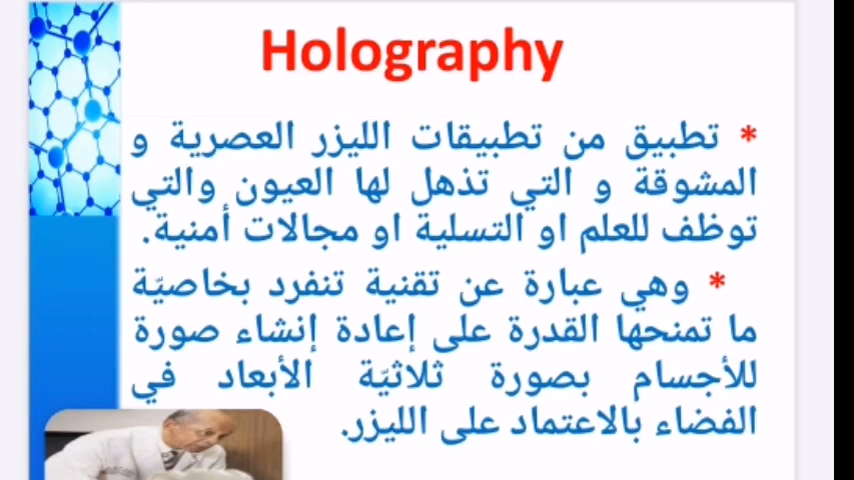 Holography
* تطبيق من تطبيقات الليزر العصرية و
المشوقة و التي تذهل لها العيون والتي
توظف للعلم او التسلية او مجالات أمنية.
* وهي عبارة عن تقنية تنفرد بخاصيّة
ما تمنحها القدرة على إعادة إنشاء صورة
للأجسام بصورة ثلاثيّة الأبعاد في
الفضاء بالاعتماد على الليزر.